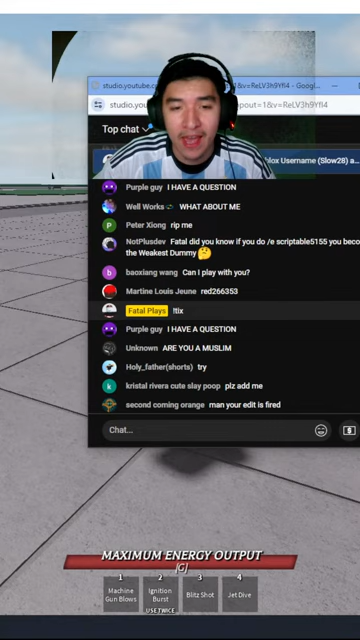 studio.youtube.c
1&v=ReLV3h9Yfl4 - Googl
studio.you
pout=1&v=ReLV3h9Yfl4
Top chat
Username (Slow28) a...
Purple guy I HAVE A QUESTION
Well Works WHAT ABOUT ME
Peter Xiong rip me
NotPlusdev Fatal did you know if you do /e scriptable5155 you beco
the Weakest Dummy 🤔
baoxiang wang Can I play with you?
Martine Louis Jeune red266353
Fatal Plays !tix
Purple guy I HAVE A QUESTION
Unknown ARE YOU A MUSLIM
Holy_father(shorts) try
kristal rivera cute slay poop plz add me
second coming orange man your edit is fired
Chat...
MAXIMUM ENERGY OUTPUT
[G]
1 2 3 4
Machine Gun Blows
Ignition Burst
Blitz Shot
Jet Dive
USE TWICE